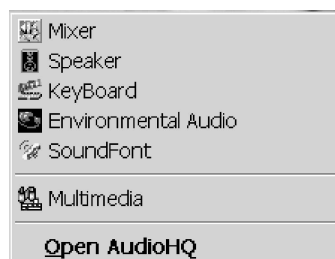 Mixer
Speaker
KeyBoard
Environmental Audio
SoundFont
Multimedia
Open AudioHQ